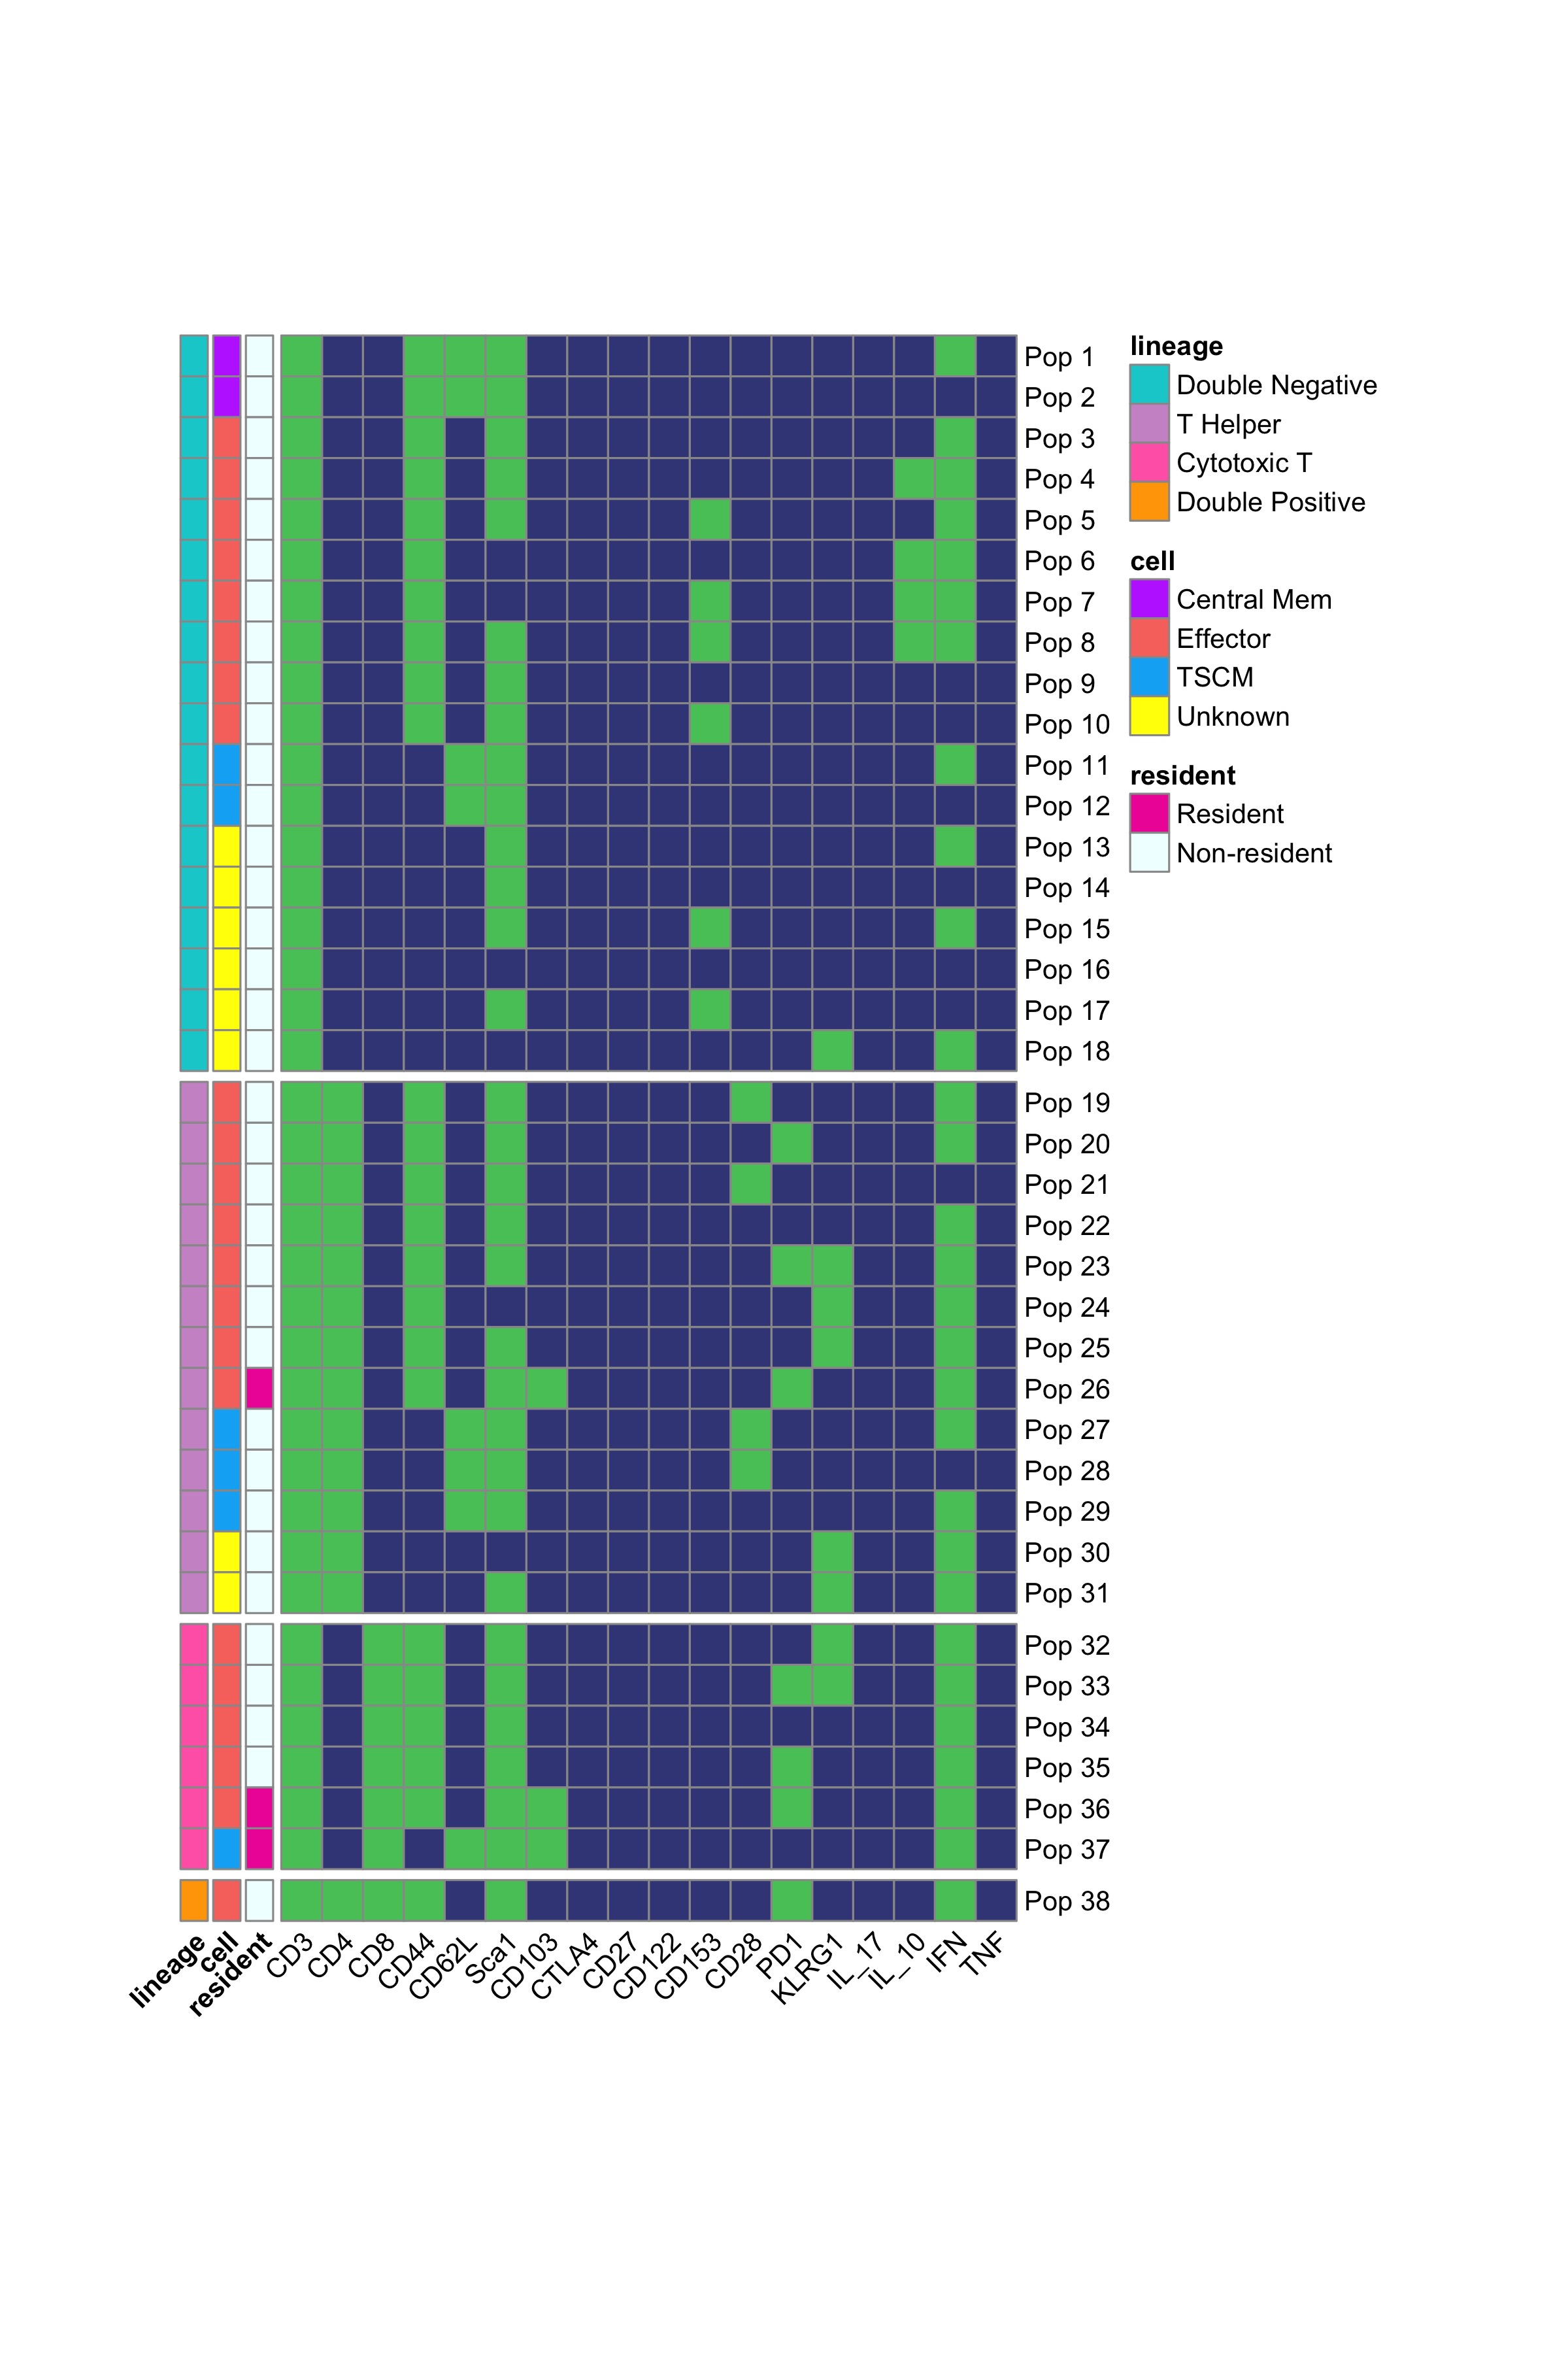 Pop 1
Pop 2
Pop 3
Pop 4
Pop 5
Pop 6
Pop 7
Pop 8
Pop 9
Pop 10
Pop 11
Pop 12
Pop 13
Pop 14
Pop 15
Pop 16
Pop 17
Pop 18
Pop 19
Pop 20
Pop 21
Pop 22
Pop 23
Pop 24
Pop 25
Pop 26
Pop 27
Pop 28
Pop 29
Pop 30
Pop 31
Pop 32
Pop 33
Pop 34
Pop 35
Pop 36
Pop 37
Pop 38
lineage
cell
resident
CD3
CD4
CD8
CD44
CD62L
Sca1
CD103
CTLA4
CD27
CD122
CD153
CD28
PD1
KLRG1
IL_17
IL_10
IFN
TNF
lineage
Double Negative
T Helper
Cytotoxic T
Double Positive
cell
Central Mem
Effector
TSCM
Unknown
resident
Resident
Non-resident